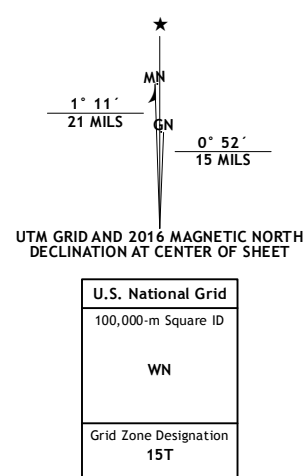 ★
MN
1° 11´
21 MILS
GN
0° 52´
15 MILS
UTM GRID AND 2016 MAGNETIC NORTH
DECLINATION AT CENTER OF SHEET
U.S. National Grid
100,000-m Square ID
WN
Grid Zone Designation
15T